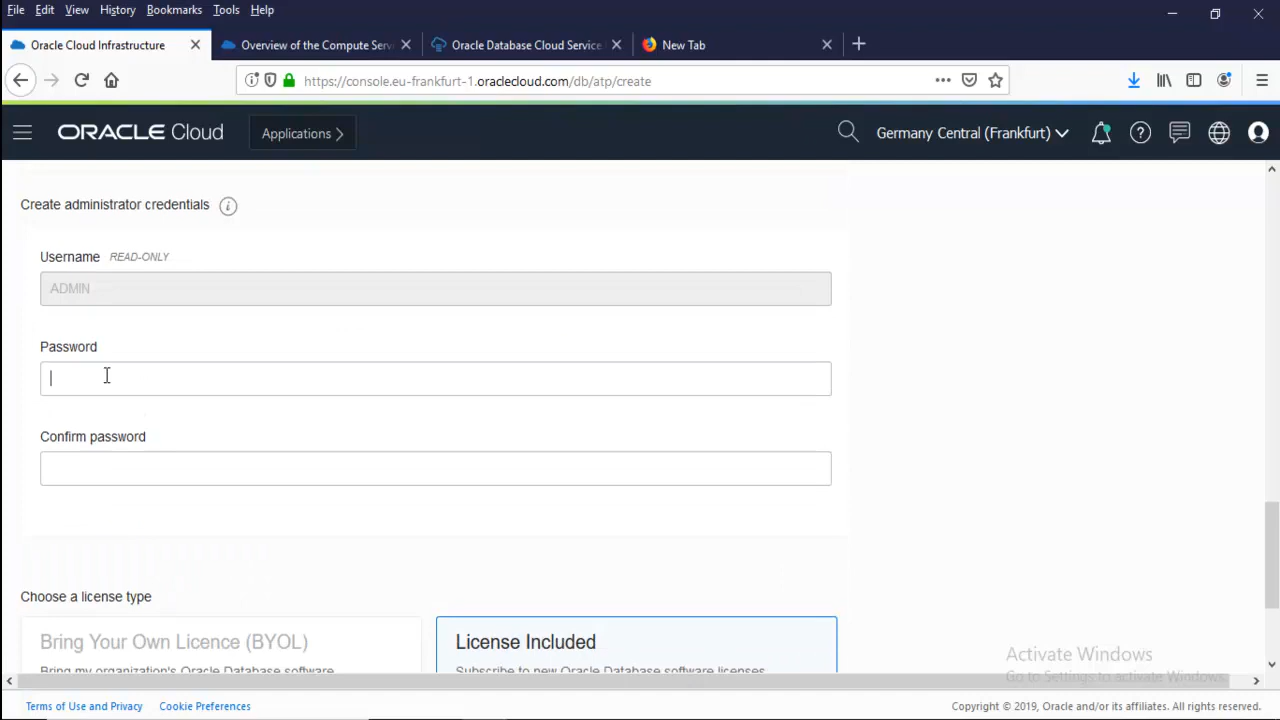 File Edit View History Bookmarks Tools Help
Oracle Cloud Infrastructure
Overview of the Compute Servi
Oracle Database Cloud Service
New Tab
https://console.eu-frankfurt-1.oraclecloud.com/db/atp/create
ORACLE Cloud
Applications
Germany Central (Frankfurt)
Create administrator credentials
Username READ-ONLY
ADMIN
Password
Confirm password
Choose a license type
Bring Your Own Licence (BYOL)
Bring my organization's Oracle Database software
License Included
Subscribe to new Oracle Database software licenses
Activate Windows
Go to Settings to activate Windows.
Terms of Use and Privacy Cookie Preferences
Copyright © 2019, Oracle and/or its affiliates. All rights reserved.